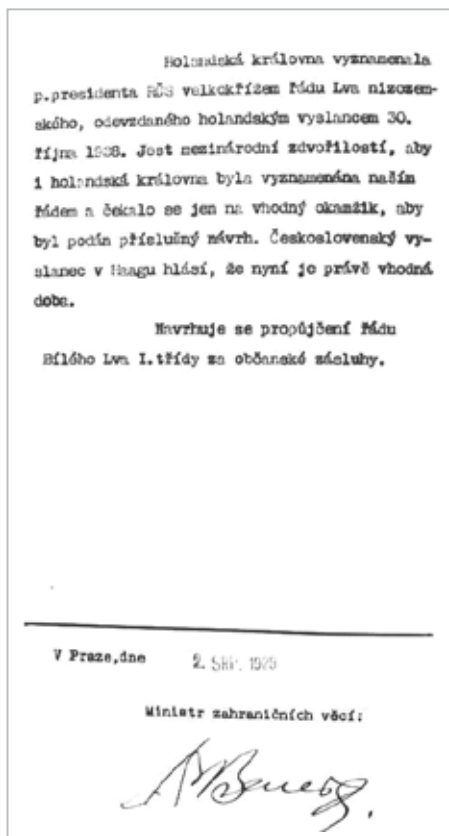 Holandská královna vyznamenala
p.presidenta RČS velkokřížem řádu Lva nizozem-
ského, odevzdaného holandským vyslancem 30.
října 1928. Jest mezinárodní zdvořilostí, aby
i holandská královna byla vyznamenána naším
řádem a čekalo se jen na vhodný okamžik, aby
byl podán příslušný návrh. Československý vy-
slanec v Haagu hlásí, že nyní je právě vhodná
doba.
Navrhuje se propůjčení řádu
Bílého Lva I.třídy za občanské zásluhy.
V Praze,dne 2. SRP. 1929
Ministr zahraničních věcí: